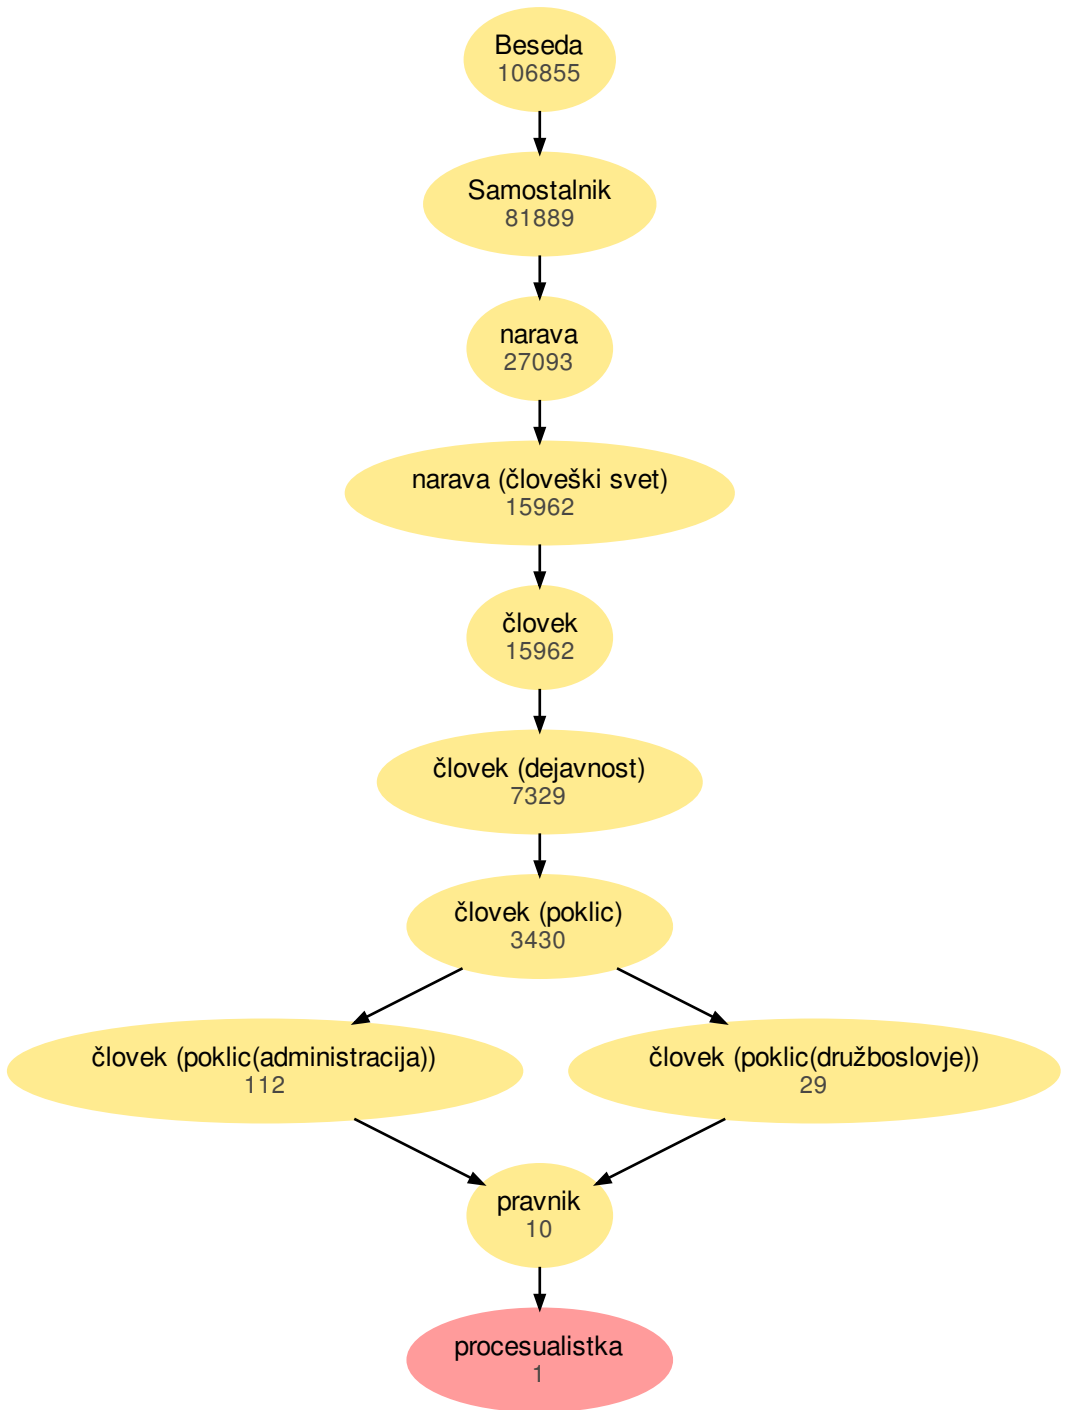 Beseda
106855
Samostalnik
81889
narava
27093
narava (človeški svet)
15962
človek
15962
človek (dejavnost)
7329
človek (poklic)
3430
človek (poklic(administracija))
112
človek (poklic(družboslovje))
29
pravnik
10
procesualistka
1